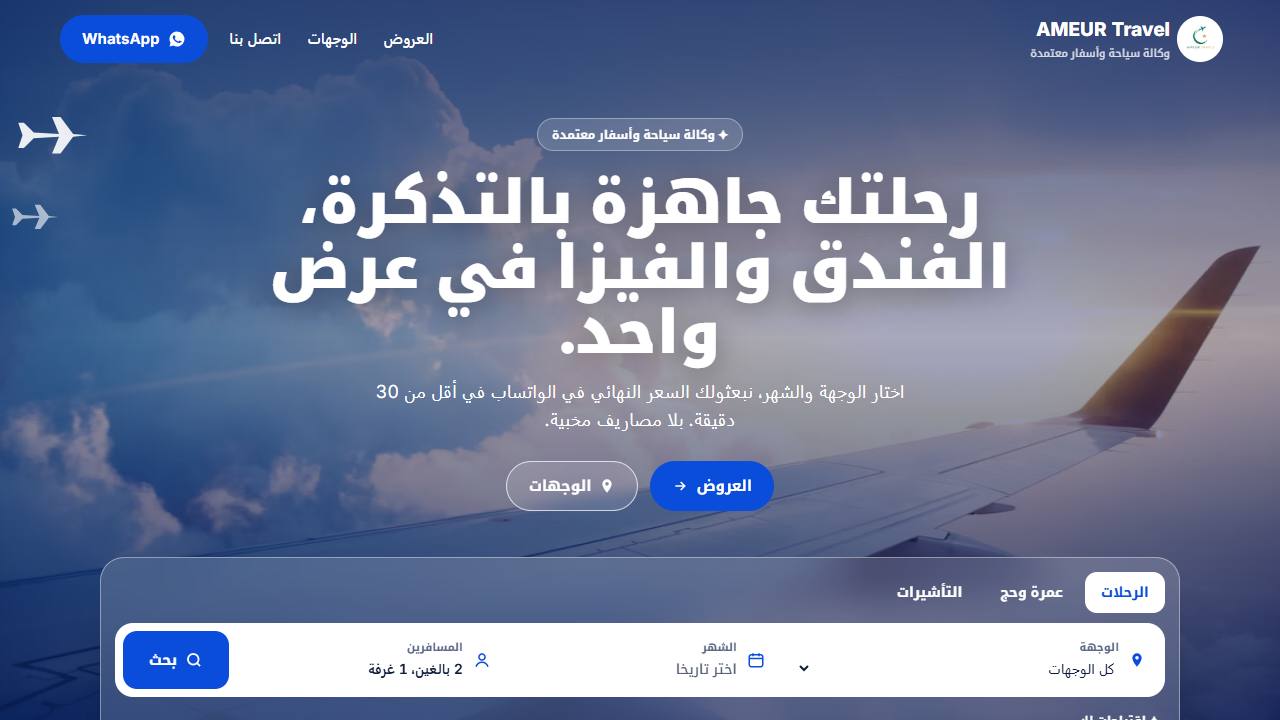 AMEUR Travel
وكالة سياحة وأسفار معتمدة
العروض
الوجهات
اتصل بنا
WhatsApp
✦ وكالة سياحة وأسفار معتمدة
رحلتك جاهزة بالتذكرة،
الفندق والفيزا في عرض
واحد.
اختار الوجهة والشهر، نبعثولك السعر النهائي في الواتساب في أقل من 30
دقيقة. بلا مصاريف مخبية.
العروض →
الوجهات
الرحلات
عمرة وحج
التأشيرات
الوجهة
كل الوجهات
الشهر
اختر تاريخا
المسافرين
2 بالغين، 1 غرفة
بحث